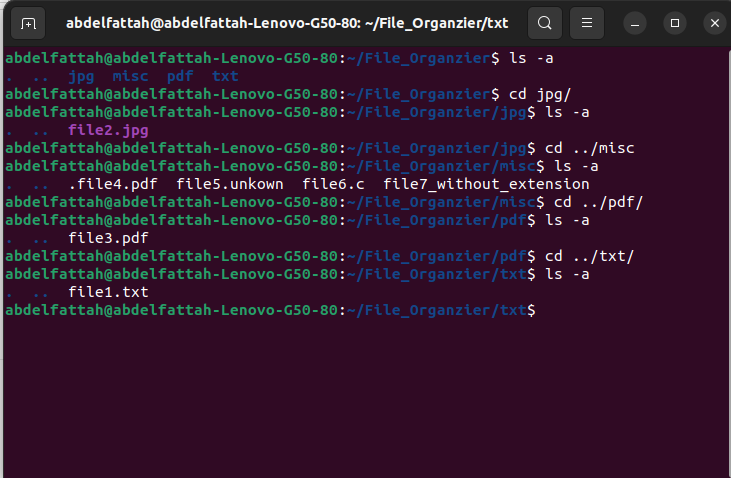 abdelfattah@abdelfattah-Lenovo-G50-80: ~/File_Organzier/txt
abdelfattah@abdelfattah-Lenovo-G50-80:~/File_Organzier$ ls -a
.  ..  jpg  misc  pdf  txt
abdelfattah@abdelfattah-Lenovo-G50-80:~/File_Organzier$ cd jpg/
abdelfattah@abdelfattah-Lenovo-G50-80:~/File_Organzier/jpg$ ls -a
.  ..  file2.jpg
abdelfattah@abdelfattah-Lenovo-G50-80:~/File_Organzier/jpg$ cd ../misc
abdelfattah@abdelfattah-Lenovo-G50-80:~/File_Organzier/misc$ ls -a
.  ..  .file4.pdf  file5.unkown  file6.c  file7_without_extension
abdelfattah@abdelfattah-Lenovo-G50-80:~/File_Organzier/misc$ cd ../pdf/
abdelfattah@abdelfattah-Lenovo-G50-80:~/File_Organzier/pdf$ ls -a
.  ..  file3.pdf
abdelfattah@abdelfattah-Lenovo-G50-80:~/File_Organzier/pdf$ cd ../txt/
abdelfattah@abdelfattah-Lenovo-G50-80:~/File_Organzier/txt$ ls -a
.  ..  file1.txt
abdelfattah@abdelfattah-Lenovo-G50-80:~/File_Organzier/txt$